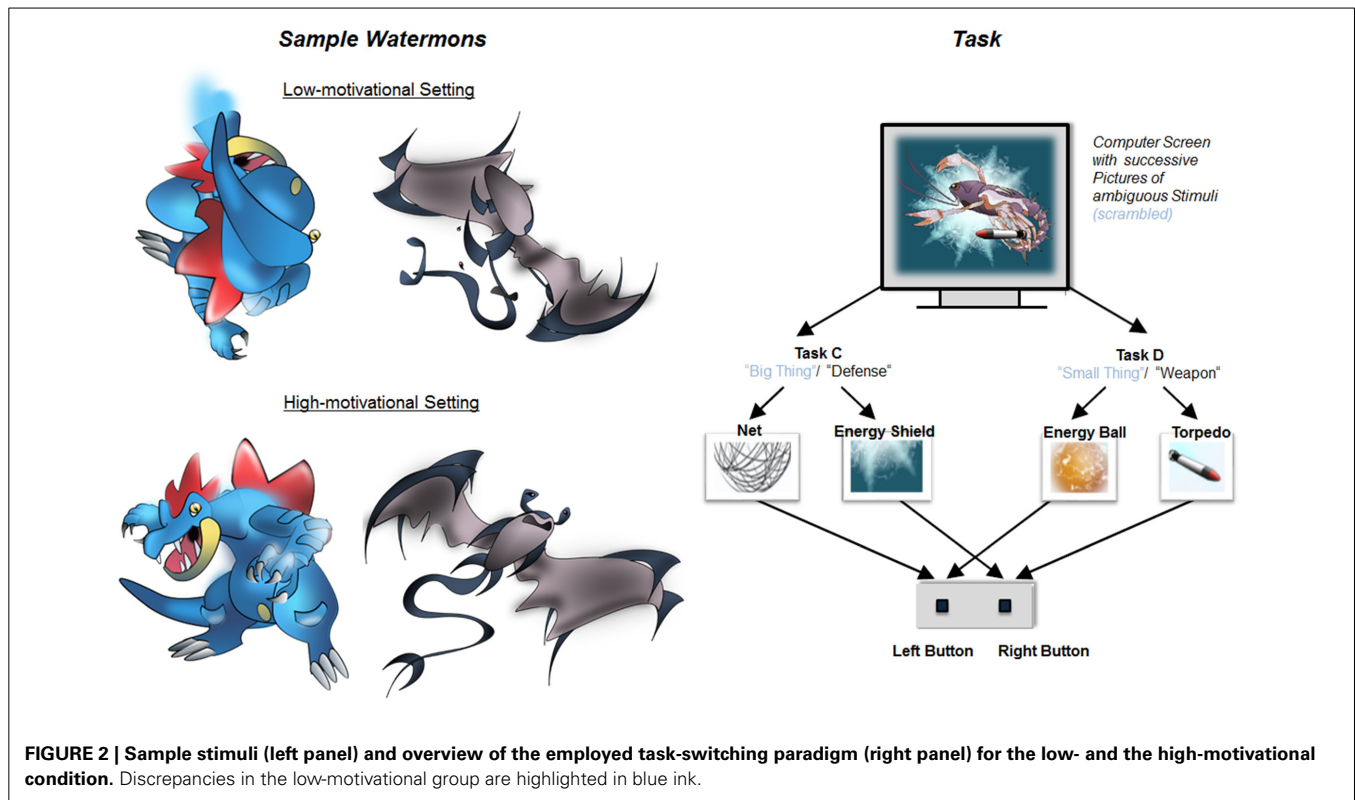 Sample Watermons
Low-motivational Setting
High-motivational Setting
Task
Computer Screen
with successive
Pictures of
ambiguous Stimuli
(scrambled)
Task C
"Big Thing"/ "Defense"
Task D
"Small Thing"/ "Weapon"
Net
Energy Shield
Energy Ball
Torpedo
Left Button
Right Button
FIGURE 2 | Sample stimuli (left panel) and overview of the employed task-switching paradigm (right panel) for the low- and the high-motivational
condition. Discrepancies in the low-motivational group are highlighted in blue ink.